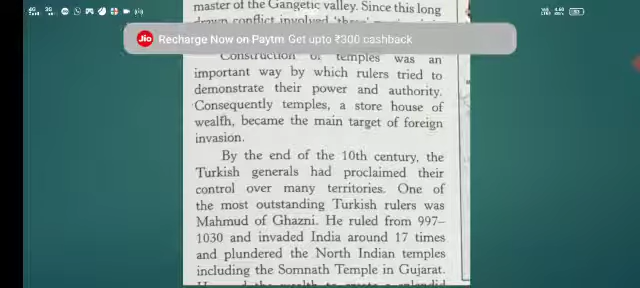 master of the Gangetic valley. Since this long
Jio Recharge Now on Paytm Get upto ₹300 cashback
Construction of temples was an
important way by which rulers tried to
demonstrate their power and authority.
Consequently temples, a store house of
wealth, became the main target of foreign
invasion.
By the end of the 10th century, the
Turkish generals had proclaimed their
control over many territories. One of
the most outstanding Turkish rulers was
Mahmud of Ghazni. He ruled from 997–
1030 and invaded India around 17 times
and plundered the North Indian temples
including the Somnath Temple in Gujarat.